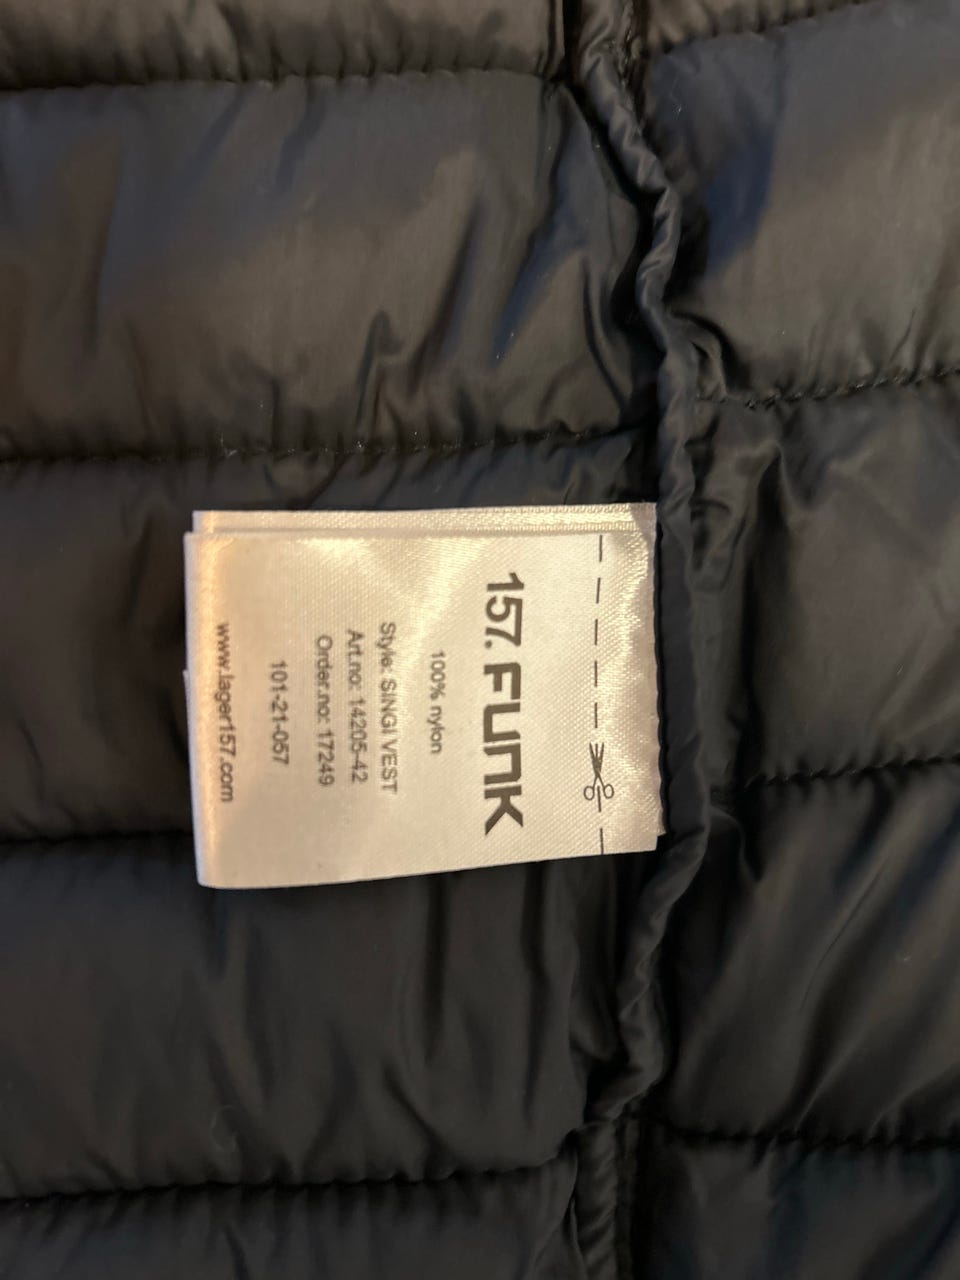 157. FUNK
100% nylon
Style: SINGI VEST
Art.no: 14205-42
Order.no: 17249
101-21-057
www.lager157.com